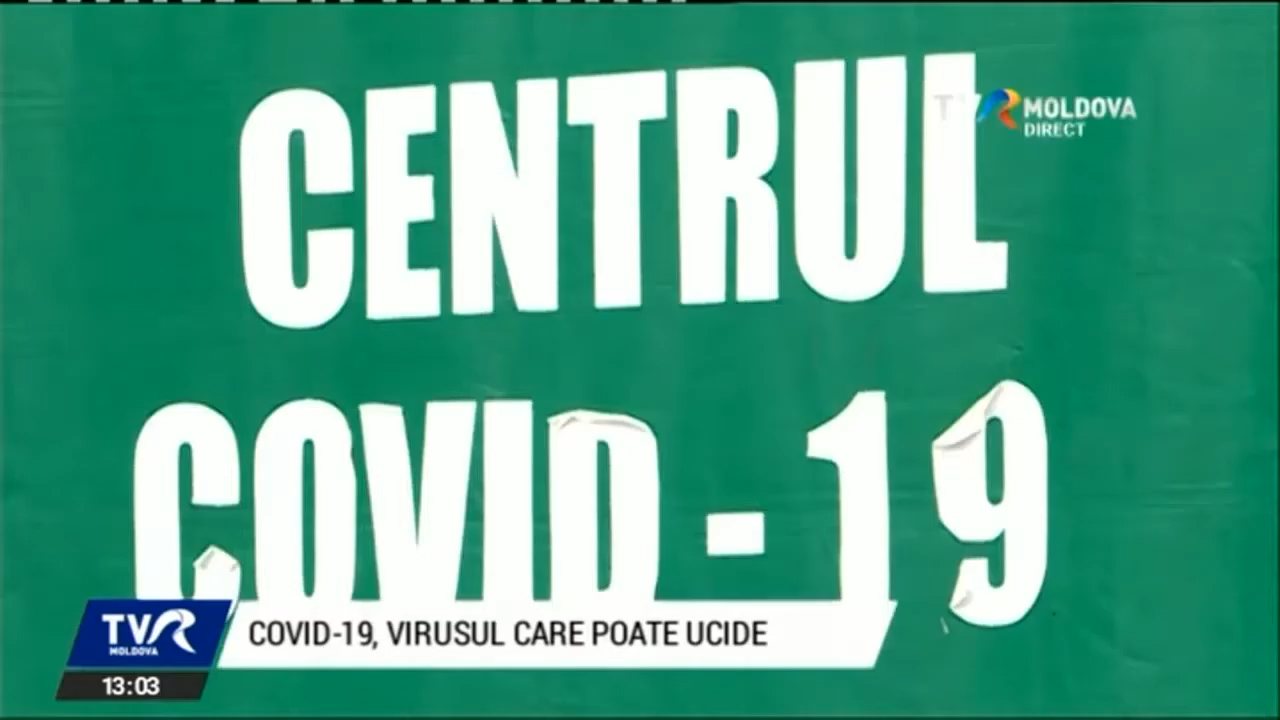 CENTRUL
TVR MOLDOVA
DIRECT
COVID - 19
TVR
MOLDOVA
COVID-19, VIRUSUL CARE POATE UCIDE
13:03